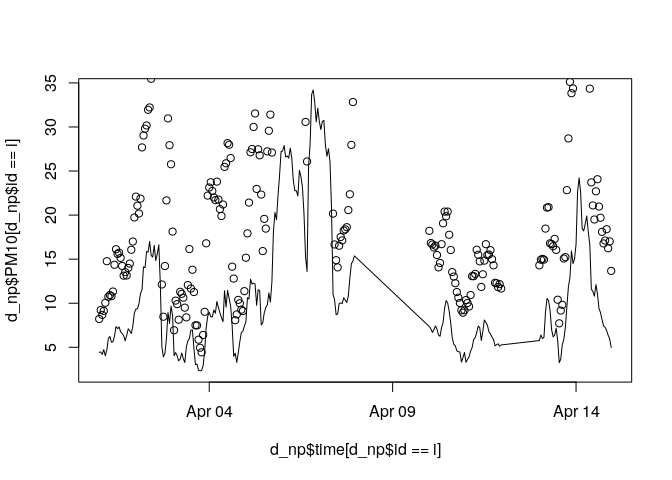 35
30
25
20
15
10
5
d_np$PM10[d_np$id == i]
Apr 04 Apr 09 Apr 14
d_np$time[d_np$id == i]